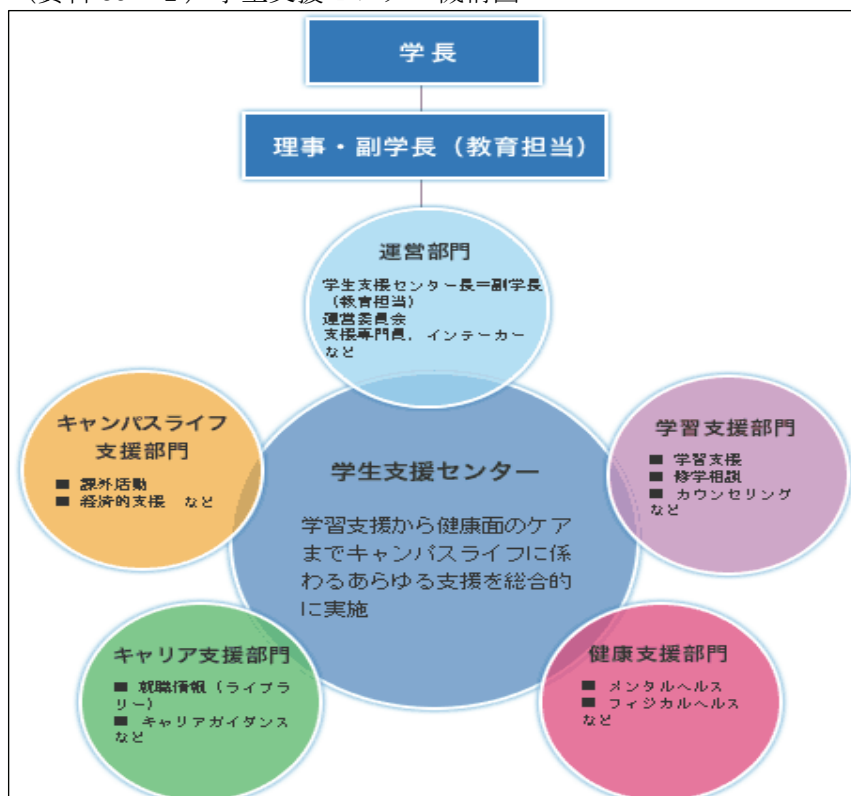 学長
理事・副学長(教育担当)
運営部門
学生支援センター長=副学長
(教育担当)
運営委員会
支援専門員,インテーカー
など
キャンパスライフ
支援部門
■ 課外活動
■ 経済的支援 など
学習支援部門
■ 学習支援
■ 修学相談
■ カウンセリング
など
学生支援センター
学習支援から健康面のケア
までキャンパスライフに係
わるあらゆる支援を総合的
に実施
キャリア支援部門
■ 就職情報(ライブラ
リー)
■ キャリアガイダンス
など
健康支援部門
■ メンタルヘルス
■ フィジカルヘルス
など